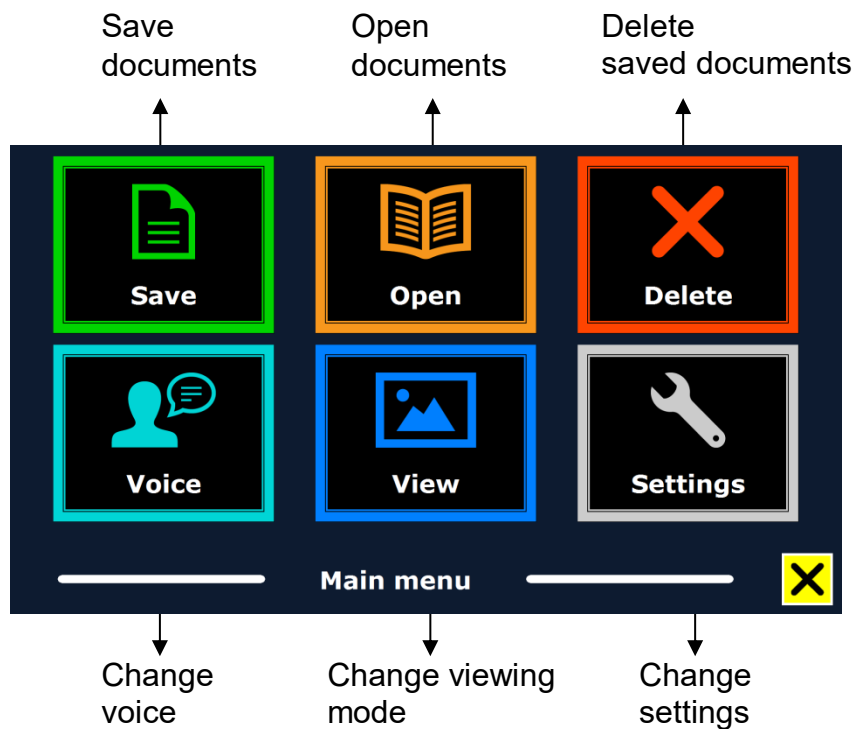 Save
documents
Open
documents
Delete
saved documents
Save
Open
Delete
Voice
View
Settings
Main menu
Change
voice
Change viewing
mode
Change
settings